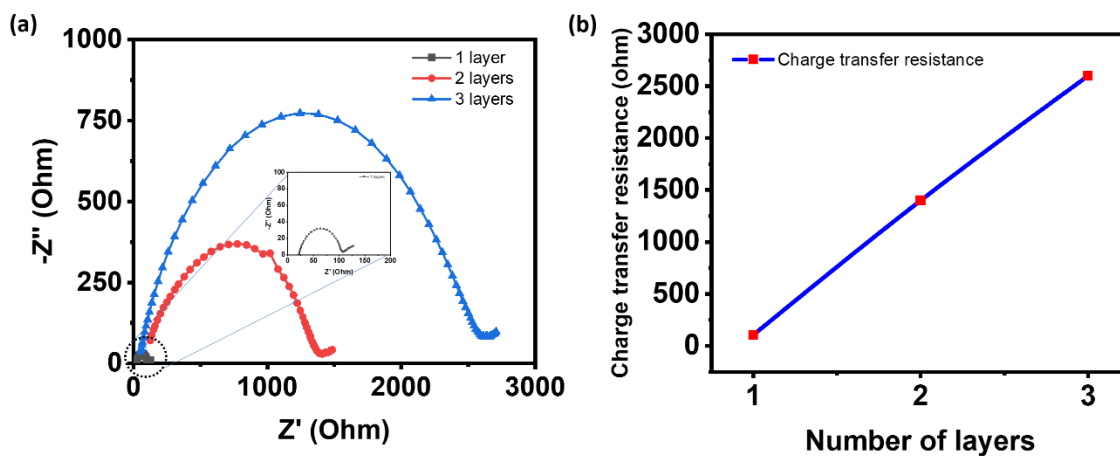 (a)
1000
750
500
250
0
-Z'' (Ohm)
1 layer
2 layers
3 layers
100
80
60
40
20
0
-Z'' (Ohm)
1 layers
0 50 100 150 200
Z' (Ohm)
0 1000 2000 3000
Z' (Ohm)
(b)
3000
2500
2000
1500
1000
500
0
Charge transfer resistance (ohm)
Charge transfer resistance
1 2 3
Number of layers